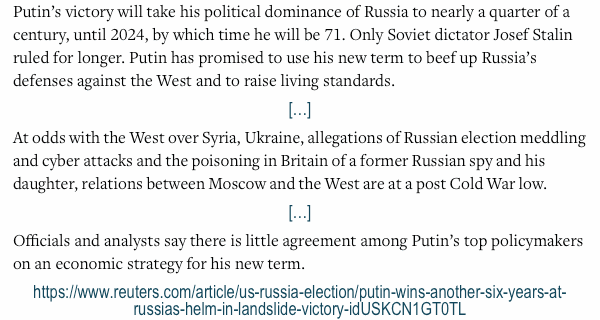 Putin’s victory will take his political dominance of Russia to nearly a quarter of a
century, until 2024, by which time he will be 71. Only Soviet dictator Josef Stalin
ruled for longer. Putin has promised to use his new term to beef up Russia’s
defenses against the West and to raise living standards.
[...]
At odds with the West over Syria, Ukraine, allegations of Russian election meddling
and cyber attacks and the poisoning in Britain of a former Russian spy and his
daughter, relations between Moscow and the West are at a post Cold War low.
[...]
Officials and analysts say there is little agreement among Putin’s top policymakers
on an economic strategy for his new term.
https://www.reuters.com/article/us-russia-election/putin-wins-another-six-years-at-
russias-helm-in-landslide-victory-idUSKCN1GT0TL